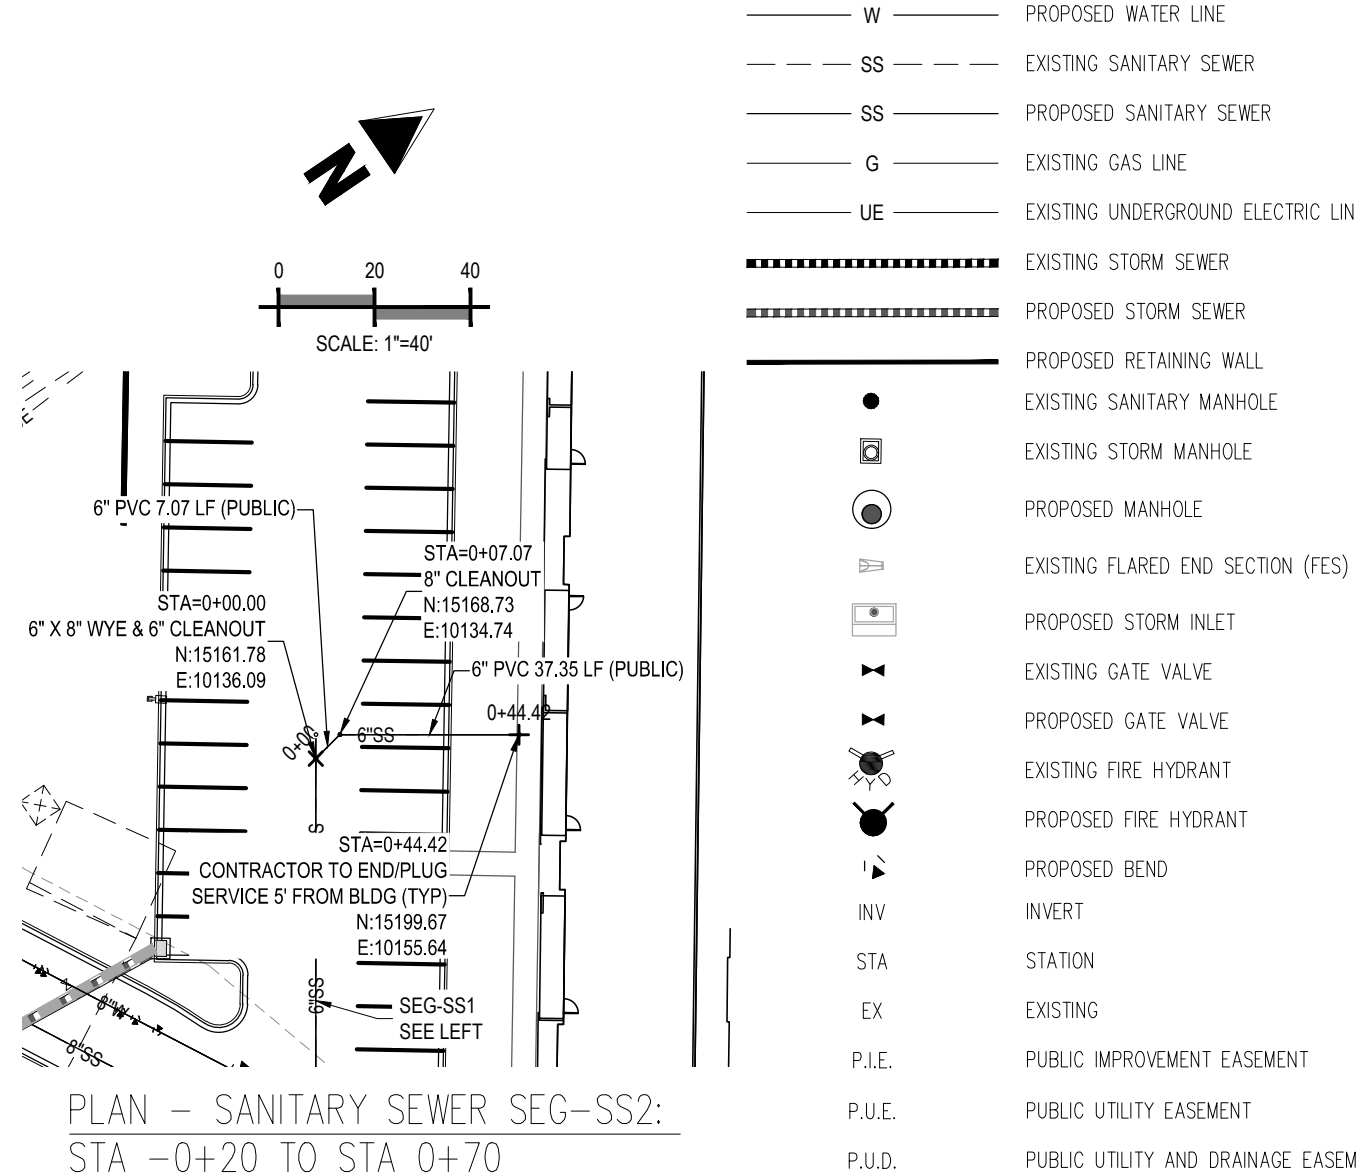 N
0 20 40
SCALE: 1"=40'
6" PVC 7.07 LF (PUBLIC)
STA=0+07.07
8" CLEANOUT
N:15168.73
E:10134.74
STA=0+00.00
6" X 8" WYE & 6" CLEANOUT
N:15161.78
E:10136.09
6" PVC 37.35 LF (PUBLIC)
0+44.42
6"SS
S
STA=0+44.42
CONTRACTOR TO END/PLUG
SERVICE 5' FROM BLDG (TYP)
N:15199.67
E:10155.64
6"SS
SEG-SS1
SEE LEFT
8"W
8"SS
PLAN - SANITARY SEWER SEG-SS2:
STA -0+20 TO STA 0+70
W PROPOSED WATER LINE
SS EXISTING SANITARY SEWER
SS PROPOSED SANITARY SEWER
G EXISTING GAS LINE
UE EXISTING UNDERGROUND ELECTRIC LIN
EXISTING STORM SEWER
PROPOSED STORM SEWER
PROPOSED RETAINING WALL
EXISTING SANITARY MANHOLE
EXISTING STORM MANHOLE
PROPOSED MANHOLE
EXISTING FLARED END SECTION (FES)
PROPOSED STORM INLET
EXISTING GATE VALVE
PROPOSED GATE VALVE
HYD EXISTING FIRE HYDRANT
PROPOSED FIRE HYDRANT
PROPOSED BEND
INV INVERT
STA STATION
EX EXISTING
P.I.E. PUBLIC IMPROVEMENT EASEMENT
P.U.E. PUBLIC UTILITY EASEMENT
P.U.D. PUBLIC UTILITY AND DRAINAGE EASEM